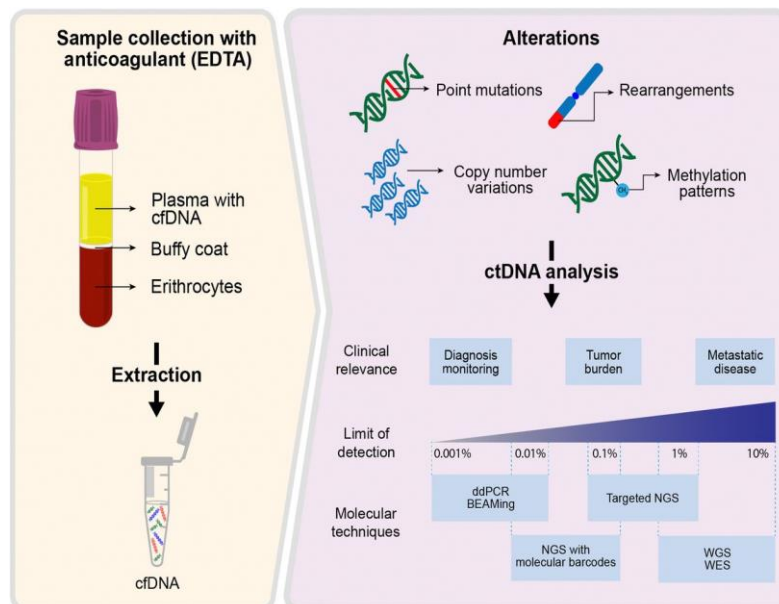 Sample collection with
anticoagulant (EDTA)
Plasma with
cfDNA
Buffy coat
Erithrocytes
Extraction
cfDNA
Alterations
Point mutations
Rearrangements
Copy number
variations
CH₃
Methylation
patterns
ctDNA analysis
Clinical
relevance
Diagnosis
monitoring
Tumor
burden
Metastatic
disease
Limit of
detection
0.001%
0.01%
0.1%
1%
10%
Molecular
techniques
ddPCR
BEAMing
Targeted NGS
NGS with
molecular barcodes
WGS
WES